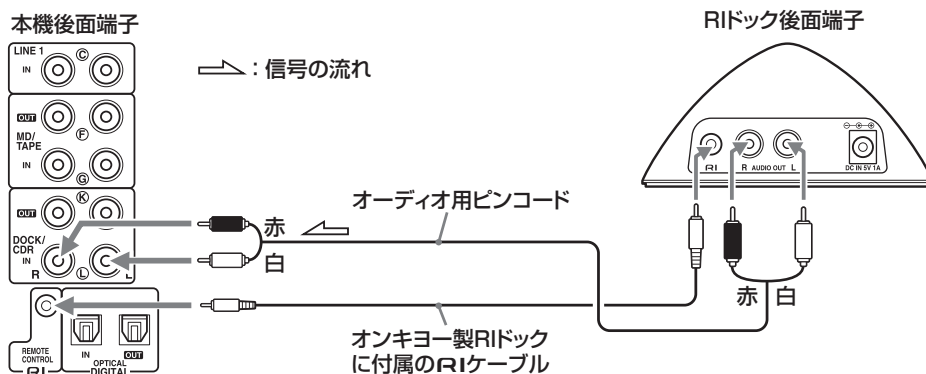 本機後面端子
LINE 1
IN
C
OUT
MD/
TAPE
F
IN
G
OUT
K
DOCK/
CDR
IN
R
L
L
REMOTE
CONTROL
RI
IN
OUT
OPTICAL
DIGITAL
：信号の流れ
赤
白
オーディオ用ピンコード
オンキヨー製RIドック
に付属のRIケーブル
RIドック後面端子
RI
R AUDIO OUT L
DC IN 5V 1A
赤 白